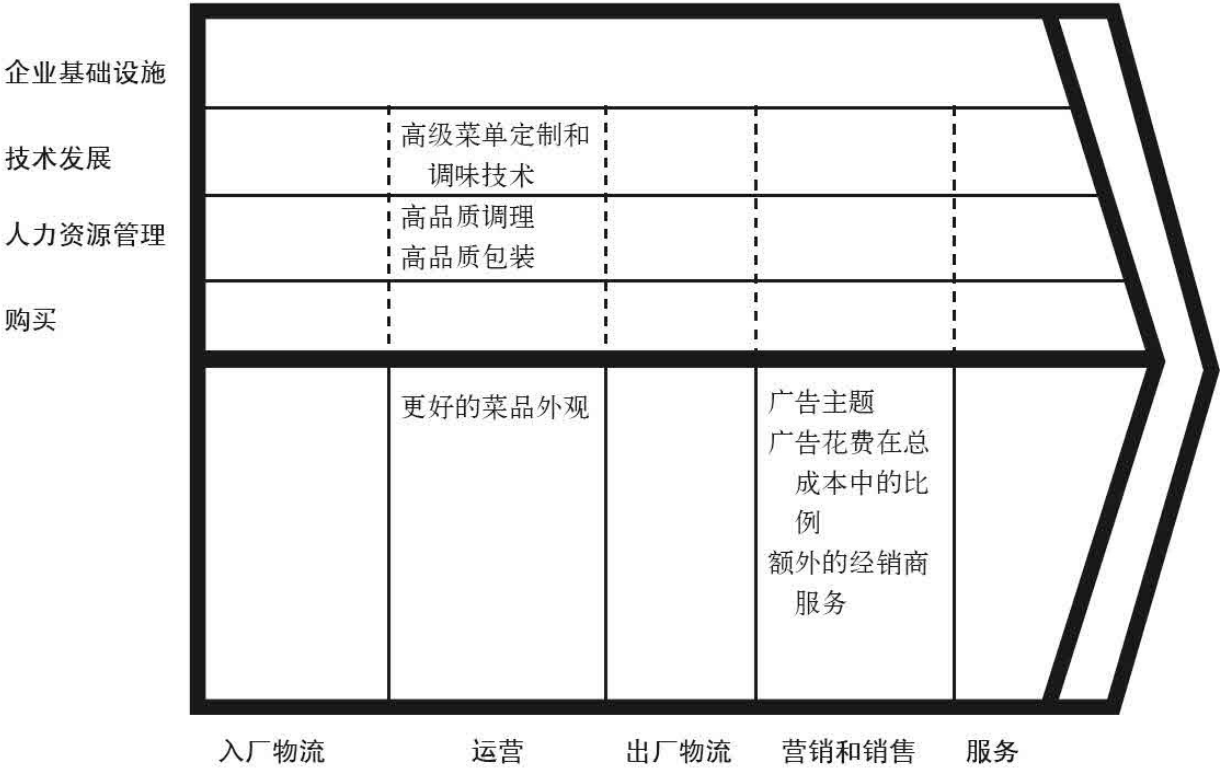 企业基础设施
技术发展
高级菜单定制和
调味技术
人力资源管理
高品质调理
高品质包装
购买
更好的菜品外观
广告主题
广告花费在总
成本中的比
例
额外的经销商
服务
入厂物流
运营
出厂物流
营销和销售
服务